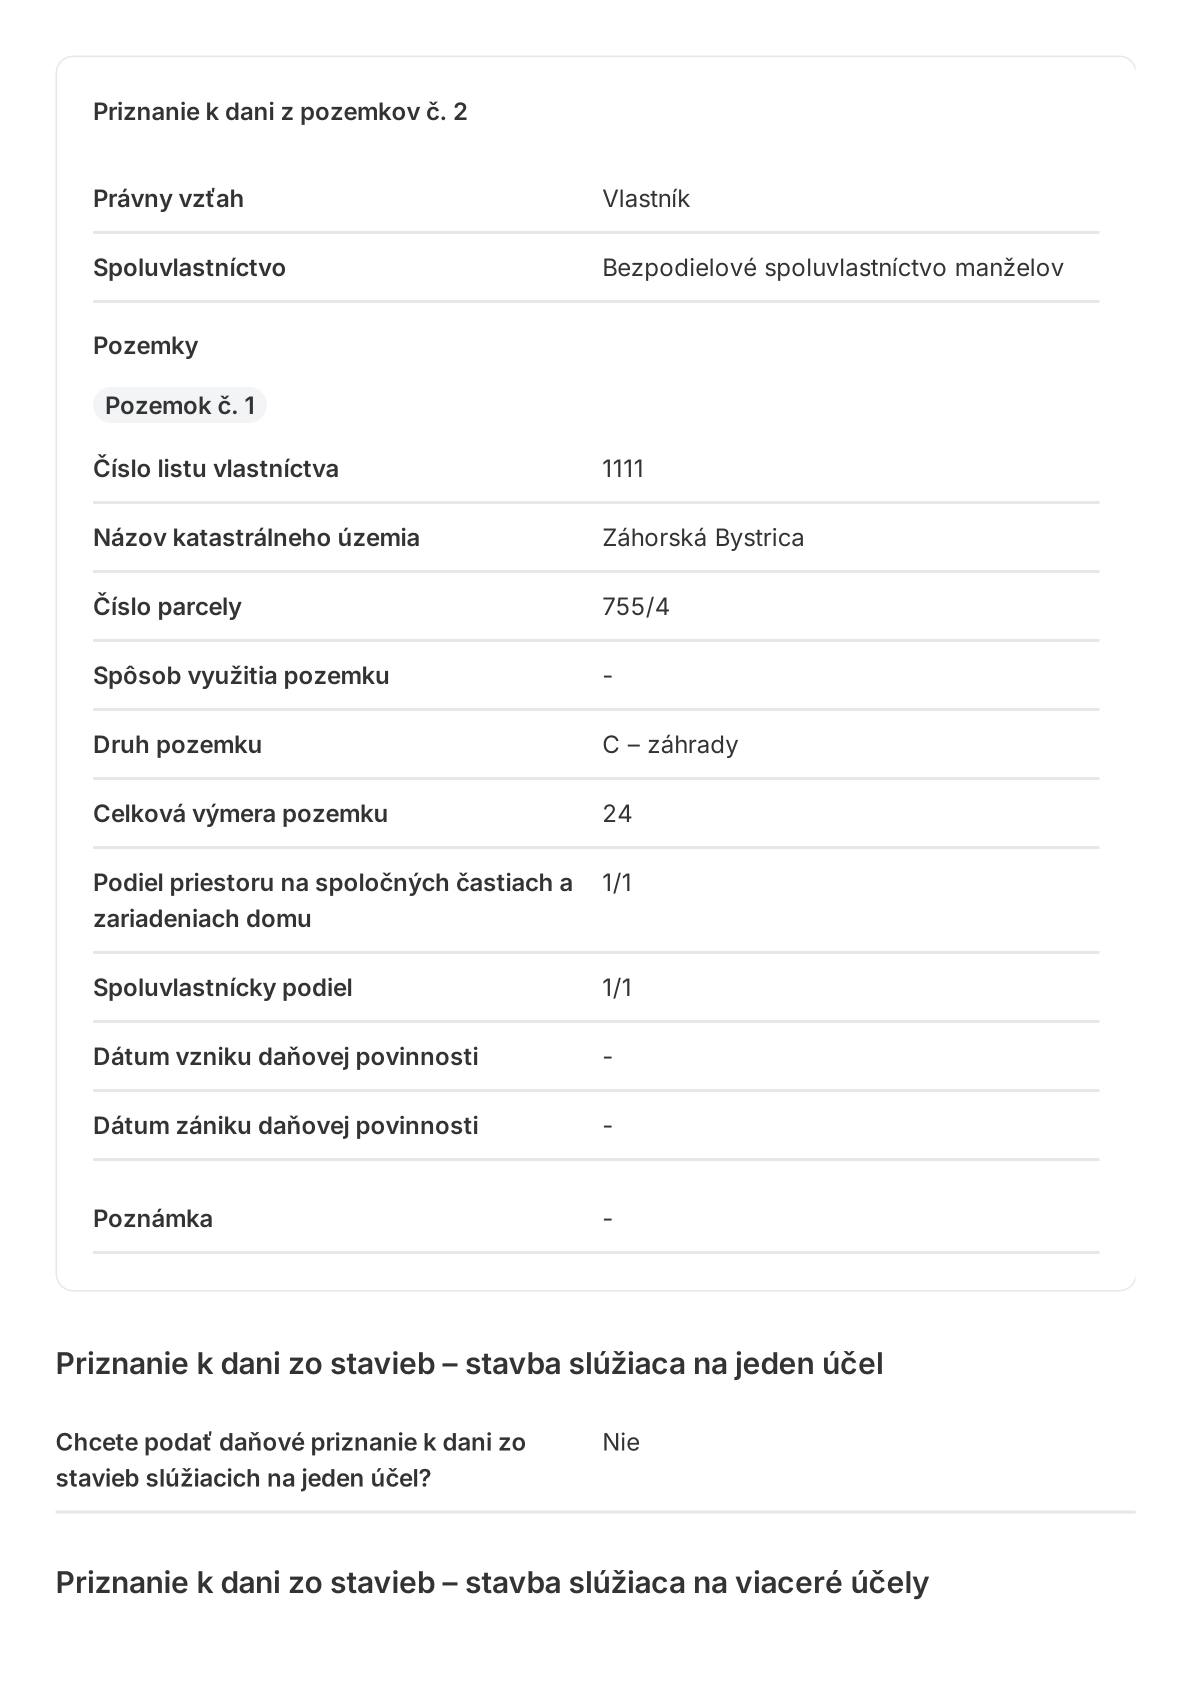 Priznanie k dani z pozemkov č. 2
Právny vzťah Vlastník
Spoluvlastníctvo Bezpodielové spoluvlastníctvo manželov
Pozemky
Pozemok č. 1
Číslo listu vlastníctva 1111
Názov katastrálneho územia Záhorská Bystrica
Číslo parcely 755/4
Spôsob využitia pozemku -
Druh pozemku C – záhrady
Celková výmera pozemku 24
Podiel priestoru na spoločných častiach a 1/1
zariadeniach domu
Spoluvlastnícky podiel 1/1
Dátum vzniku daňovej povinnosti -
Dátum zániku daňovej povinnosti -
Poznámka -
Priznanie k dani zo stavieb – stavba slúžiaca na jeden účel
Chcete podať daňové priznanie k dani zo Nie
stavieb slúžiacich na jeden účel?
Priznanie k dani zo stavieb – stavba slúžiaca na viaceré účely